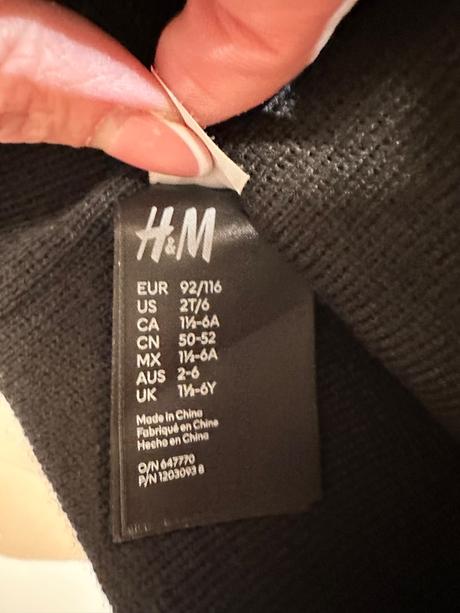 H&M
EUR 92/116
US 2T/6
CA 1½-6A
CN 50-52
MX 1½-6A
AUS 2-6
UK 1½-6Y
Made in China
Fabriqué en Chine
Hecho en China
O/N 647770
P/N 1203093 8